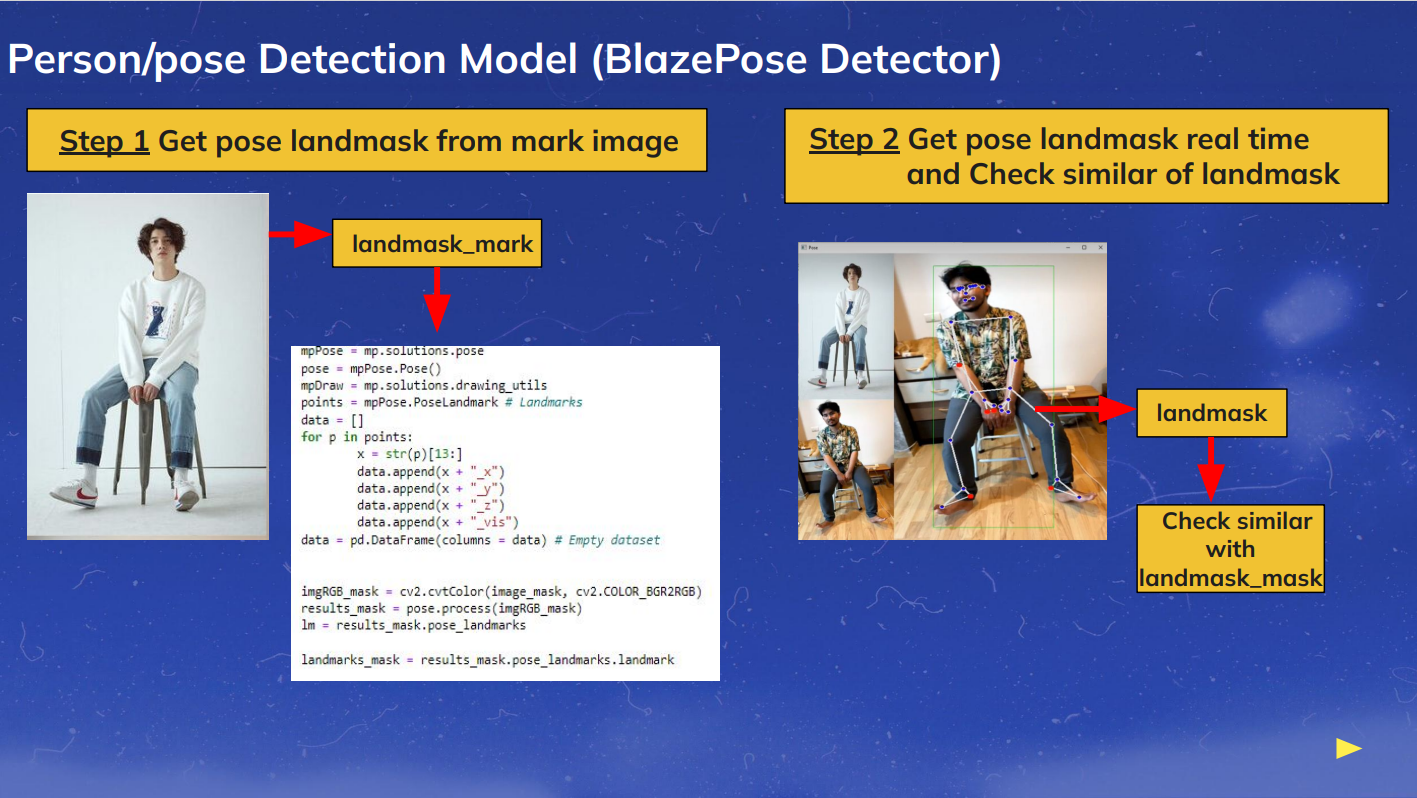 Person/pose Detection Model (BlazePose Detector)
Step 1 Get pose landmask from mark image
landmask_mark
mpPose = mp.solutions.pose
pose = mpPose.Pose()
mpDraw = mp.solutions.drawing_utils
points = mpPose.PoseLandmark # Landmarks
data = []
for p in points:
        x = str(p)[13:]
        data.append(x + "_x")
        data.append(x + "_y")
        data.append(x + "_z")
        data.append(x + "_vis")
data = pd.DataFrame(columns = data) # Empty dataset
imgRGB_mask = cv2.cvtColor(image_mask, cv2.COLOR_BGR2RGB)
results_mask = pose.process(imgRGB_mask)
lm = results_mask.pose_landmarks
landmarks_mask = results_mask.pose_landmarks.landmark
Step 2 Get pose landmask real time
and Check similar of landmask
Pose
landmask
Check similar
with
landmask_mask